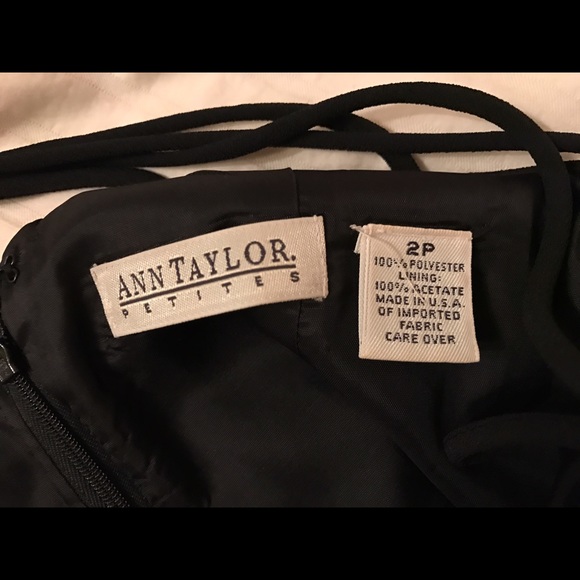 ANN TAYLOR.
PETITES
2P
100% POLYESTER
LINING:
100% ACETATE
MADE IN U.S.A.
OF IMPORTED
FABRIC
CARE OVER